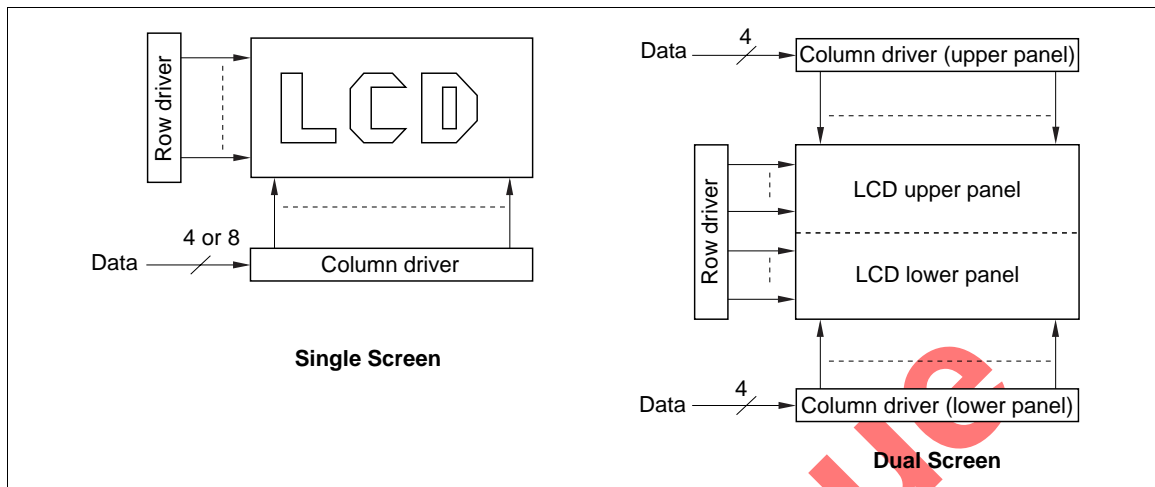 Row driver
LCD
Data
4 or 8
Column driver
Single Screen
Data
4
Column driver (upper panel)
Row driver
LCD upper panel
LCD lower panel
Data
4
Column driver (lower panel)
Dual Screen
ue